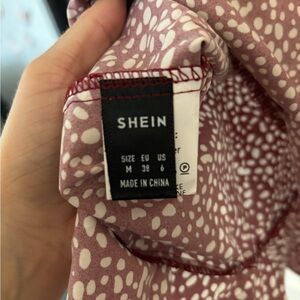 SHEIN
SIZE EU US
M 38 6
MADE IN CHINA
P